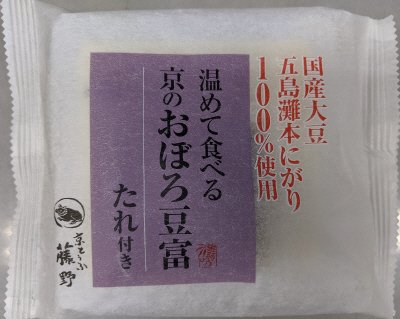 国産大豆
五島灘本にがり
100%使用
温めて食べる
京のおぼろ豆富
たれ付き
京とうふ
藤野